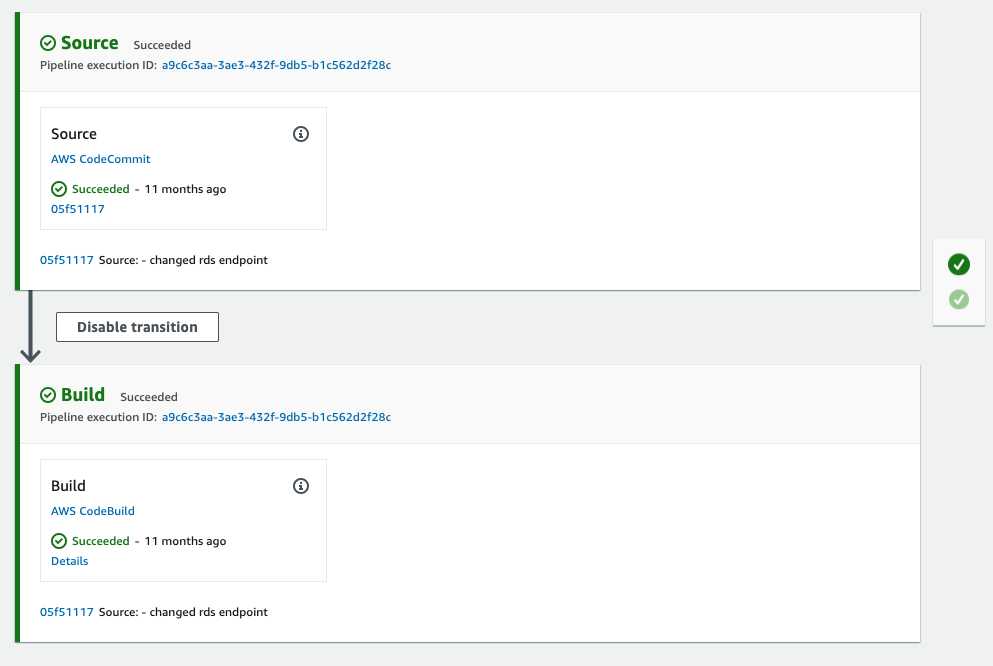 Source Succeeded
Pipeline execution ID: a9c6c3aa-3ae3-432f-9db5-b1c562d2f28c
Source
AWS CodeCommit
Succeeded - 11 months ago
05f51117
05f51117 Source: - changed rds endpoint
Disable transition
Build Succeeded
Pipeline execution ID: a9c6c3aa-3ae3-432f-9db5-b1c562d2f28c
Build
AWS CodeBuild
Succeeded - 11 months ago
Details
05f51117 Source: - changed rds endpoint